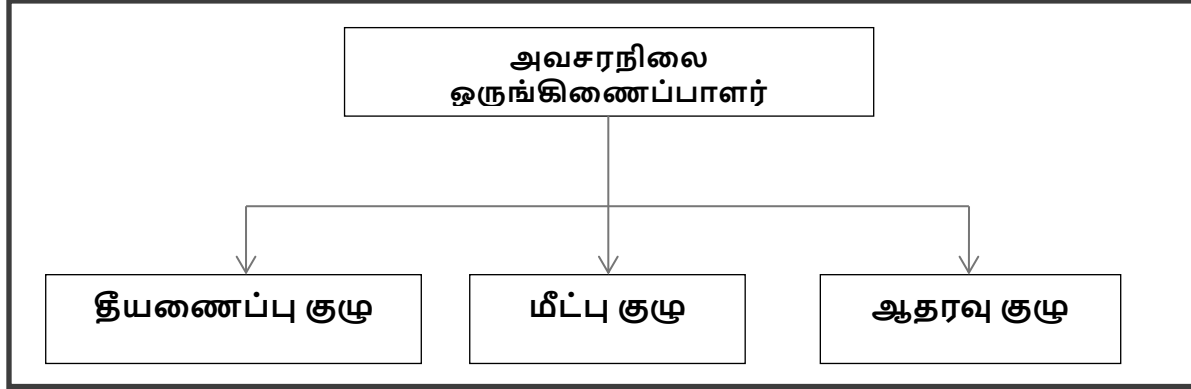 அவசரநிலை
ஒருங்கிணைப்பாளர்
தீயணைப்பு குழு
மீட்பு குழு
ஆதரவு குழு